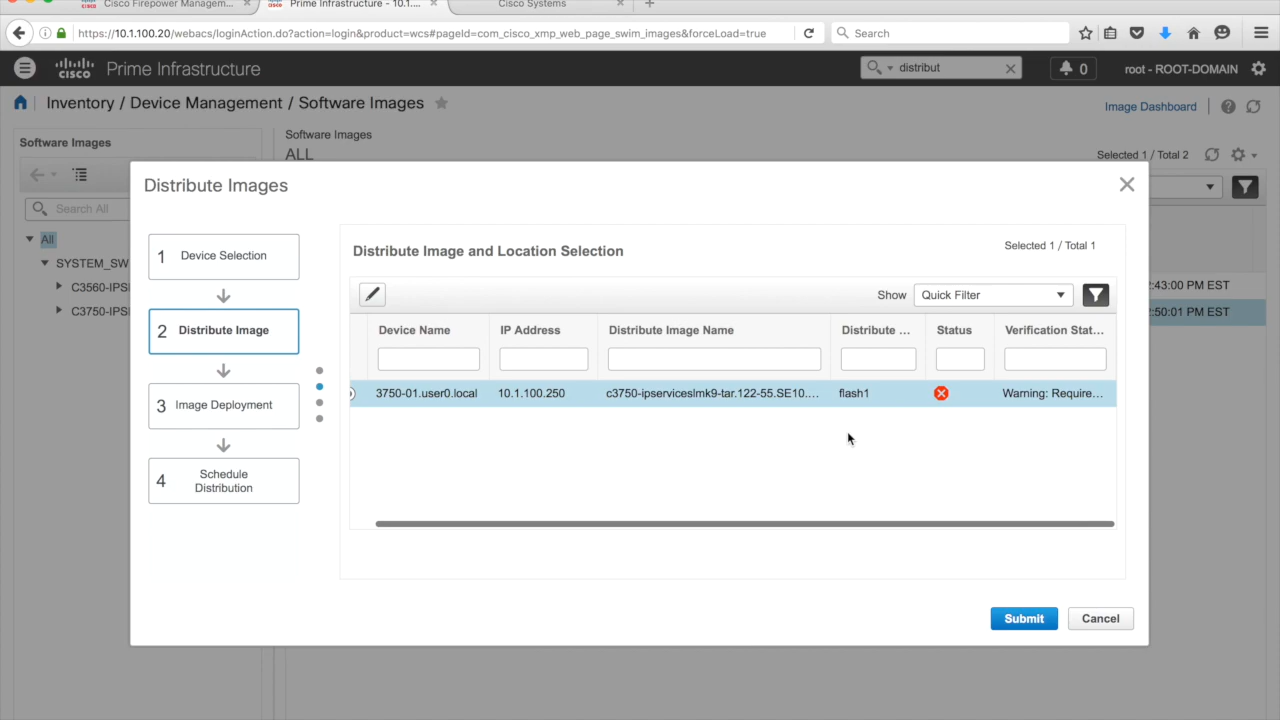 Cisco Firepower Managem...
Prime Infrastructure - 10.1....
Cisco Systems
https://10.1.100.20/webacs/loginAction.do?action=login&product=wcs#pageId=com_cisco_xmp_web_page_swim_images&forceLoad=true
Search
cisco
Prime Infrastructure
distribut
0
root - ROOT-DOMAIN
Inventory / Device Management / Software Images
Image Dashboard
Software Images
Software Images
ALL
Selected 1 / Total 2
Search All
All
SYSTEM_SW
C3560-IPS
C3750-IPS
:43:00 PM EST
:50:01 PM EST
Distribute Images
1 Device Selection
2 Distribute Image
3 Image Deployment
4 Schedule Distribution
Distribute Image and Location Selection
Selected 1 / Total 1
Show
Quick Filter
Device Name
IP Address
Distribute Image Name
Distribute ...
Status
Verification Stat...
3750-01.user0.local
10.1.100.250
c3750-ipserviceslmk9-tar.122-55.SE10....
flash1
Warning: Require...
Submit
Cancel